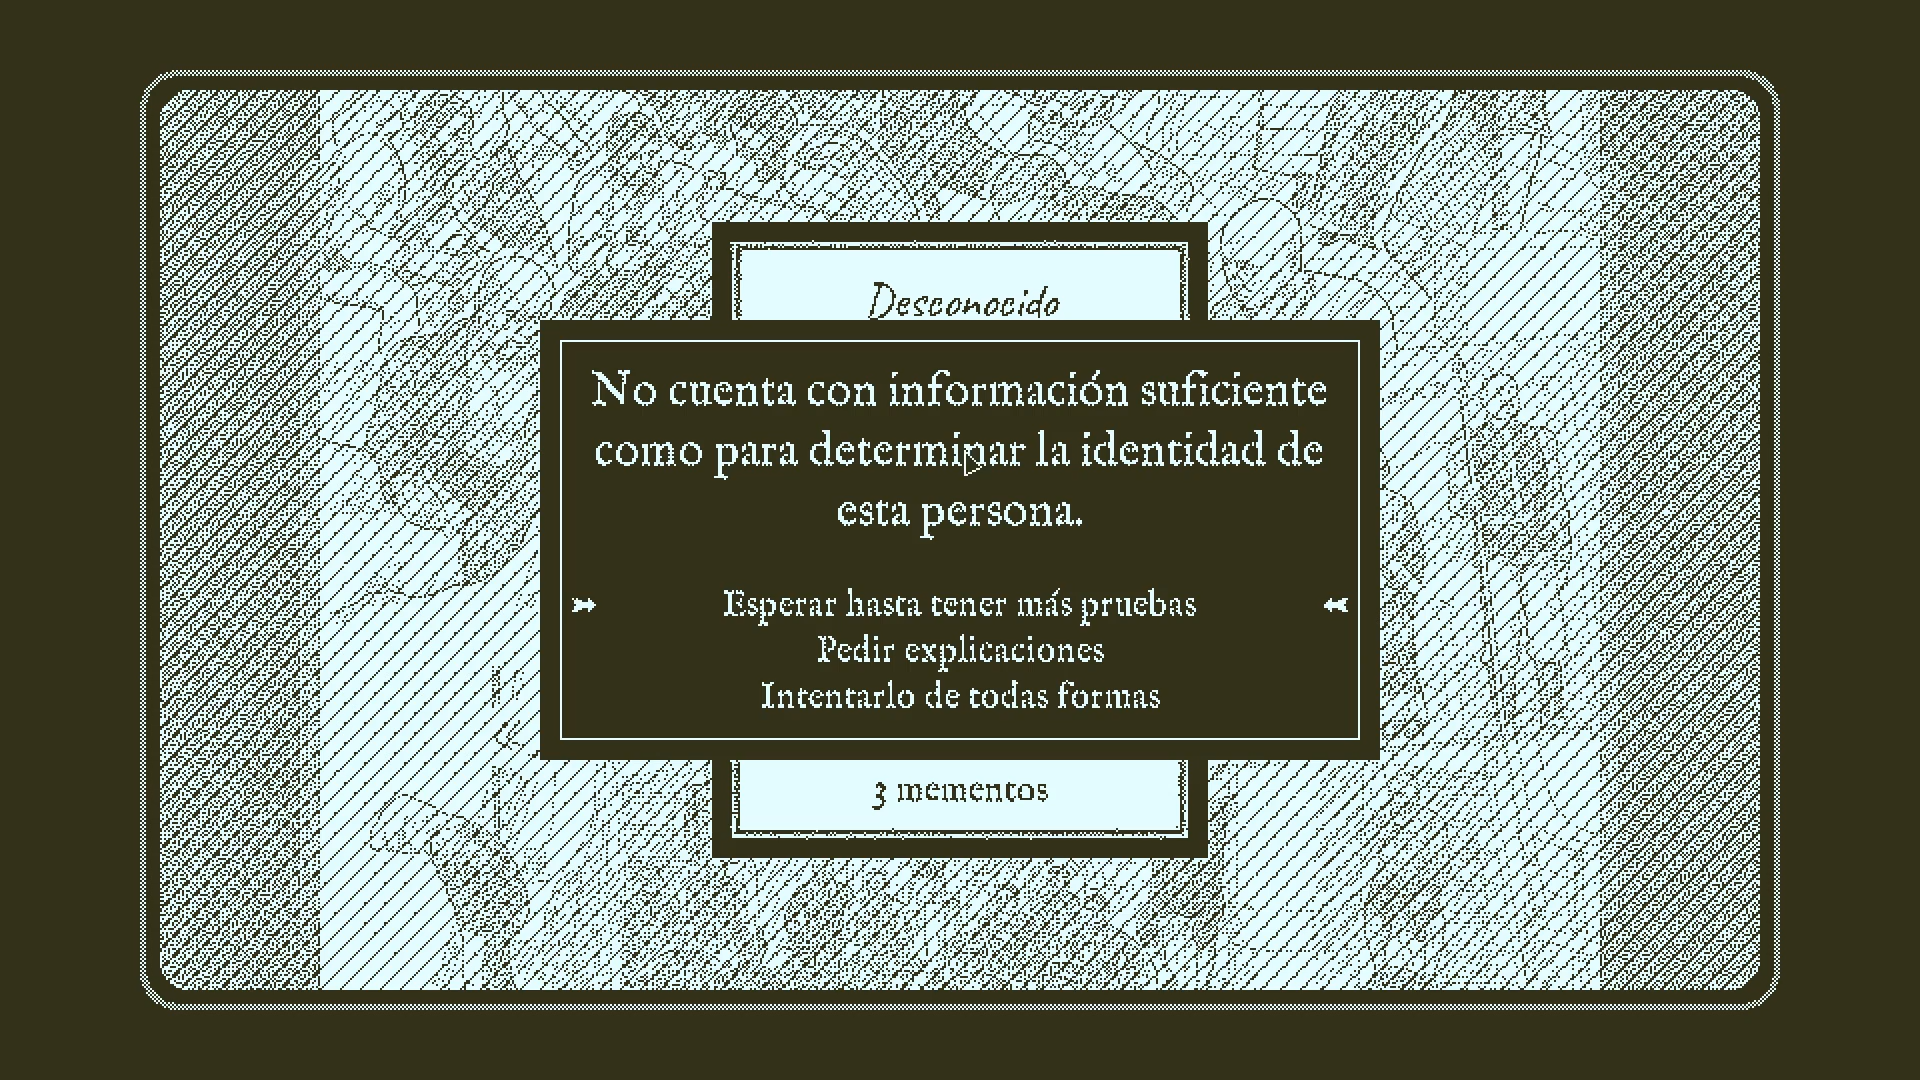 Desconocido
No cuenta con información suficiente
como para determinar la identidad de
esta persona.
Esperar hasta tener más pruebas
Pedir explicaciones
Intentarlo de todas formas
3 mementos